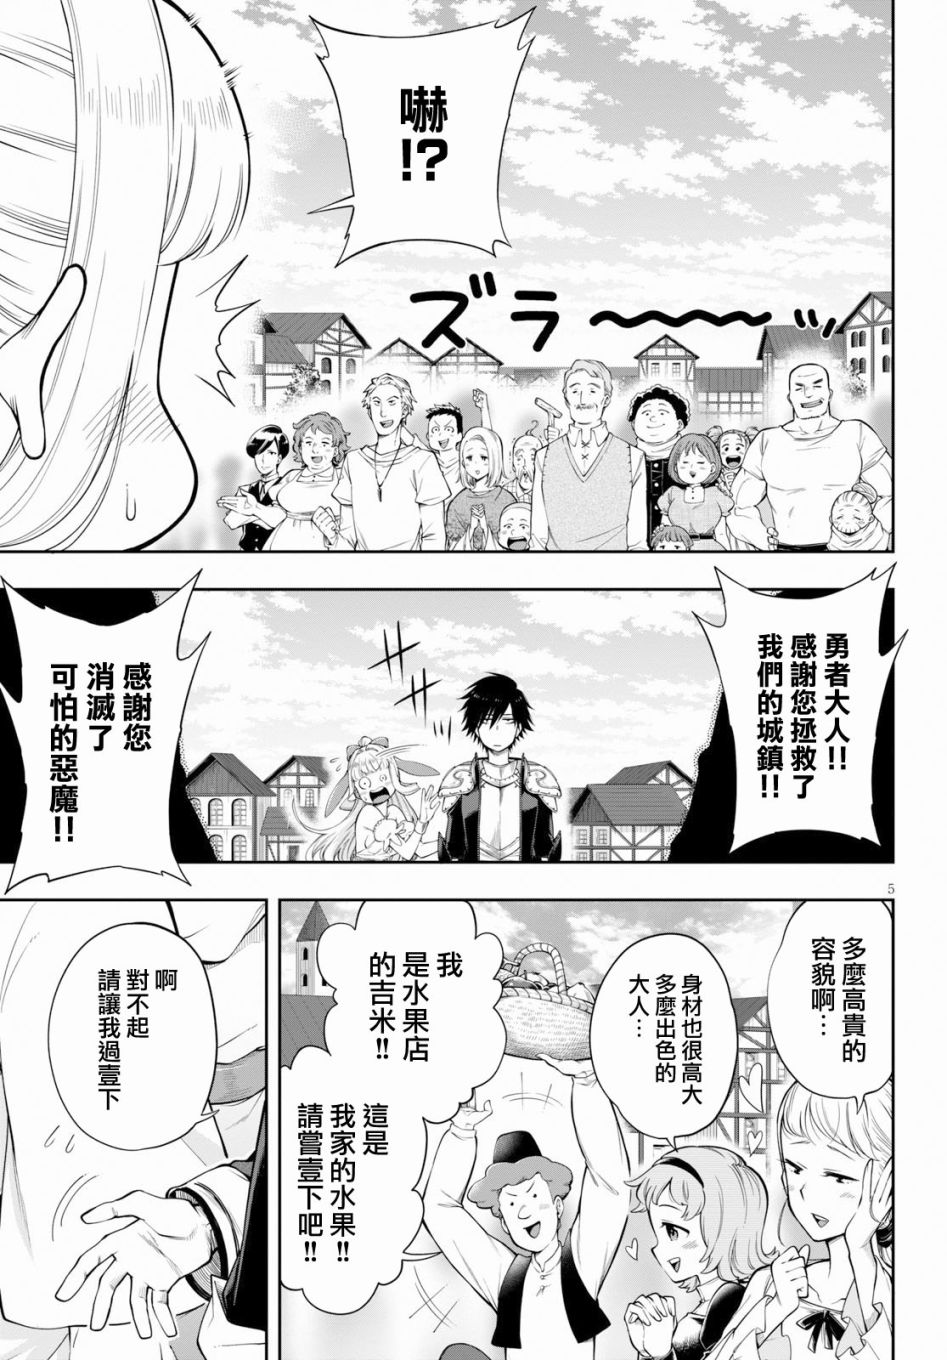 嚇
!?
ズラ～～ッ
勇者大人!!
感謝您拯救了
我們的城鎮!!
感謝您
消滅了
可怕的惡魔!!
5
多麼高貴的
容貌啊…
身材也很高大
多麼出色的
大人…
我
是水果店
的吉米!!
這是
我家的水果!!
請嘗壹下吧!!
啊
對不起
請讓我過壹下